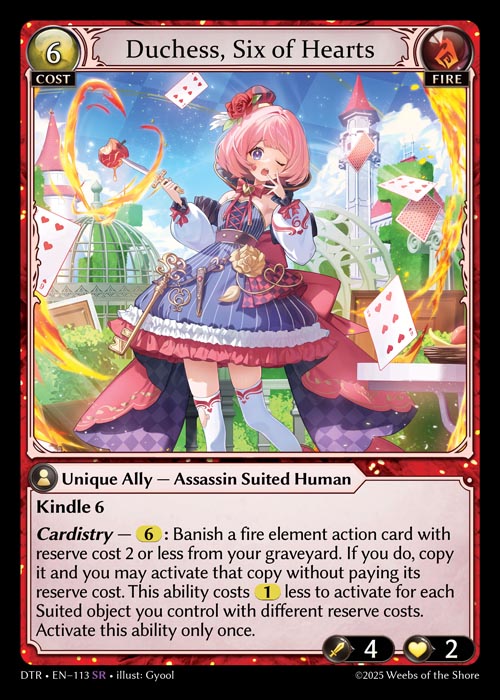 6
Duchess, Six of Hearts
COST
FIRE
Unique Ally — Assassin Suited Human
Kindle 6
Cardistry — 6 : Banish a fire element action card with
reserve cost 2 or less from your graveyard. If you do, copy
it and you may activate that copy without paying its
reserve cost. This ability costs 1 less to activate for each
Suited object you control with different reserve costs.
Activate this ability only once.
4
2
DTR • EN–113 SR • illust: Gyool
©2025 Weebs of the Shore